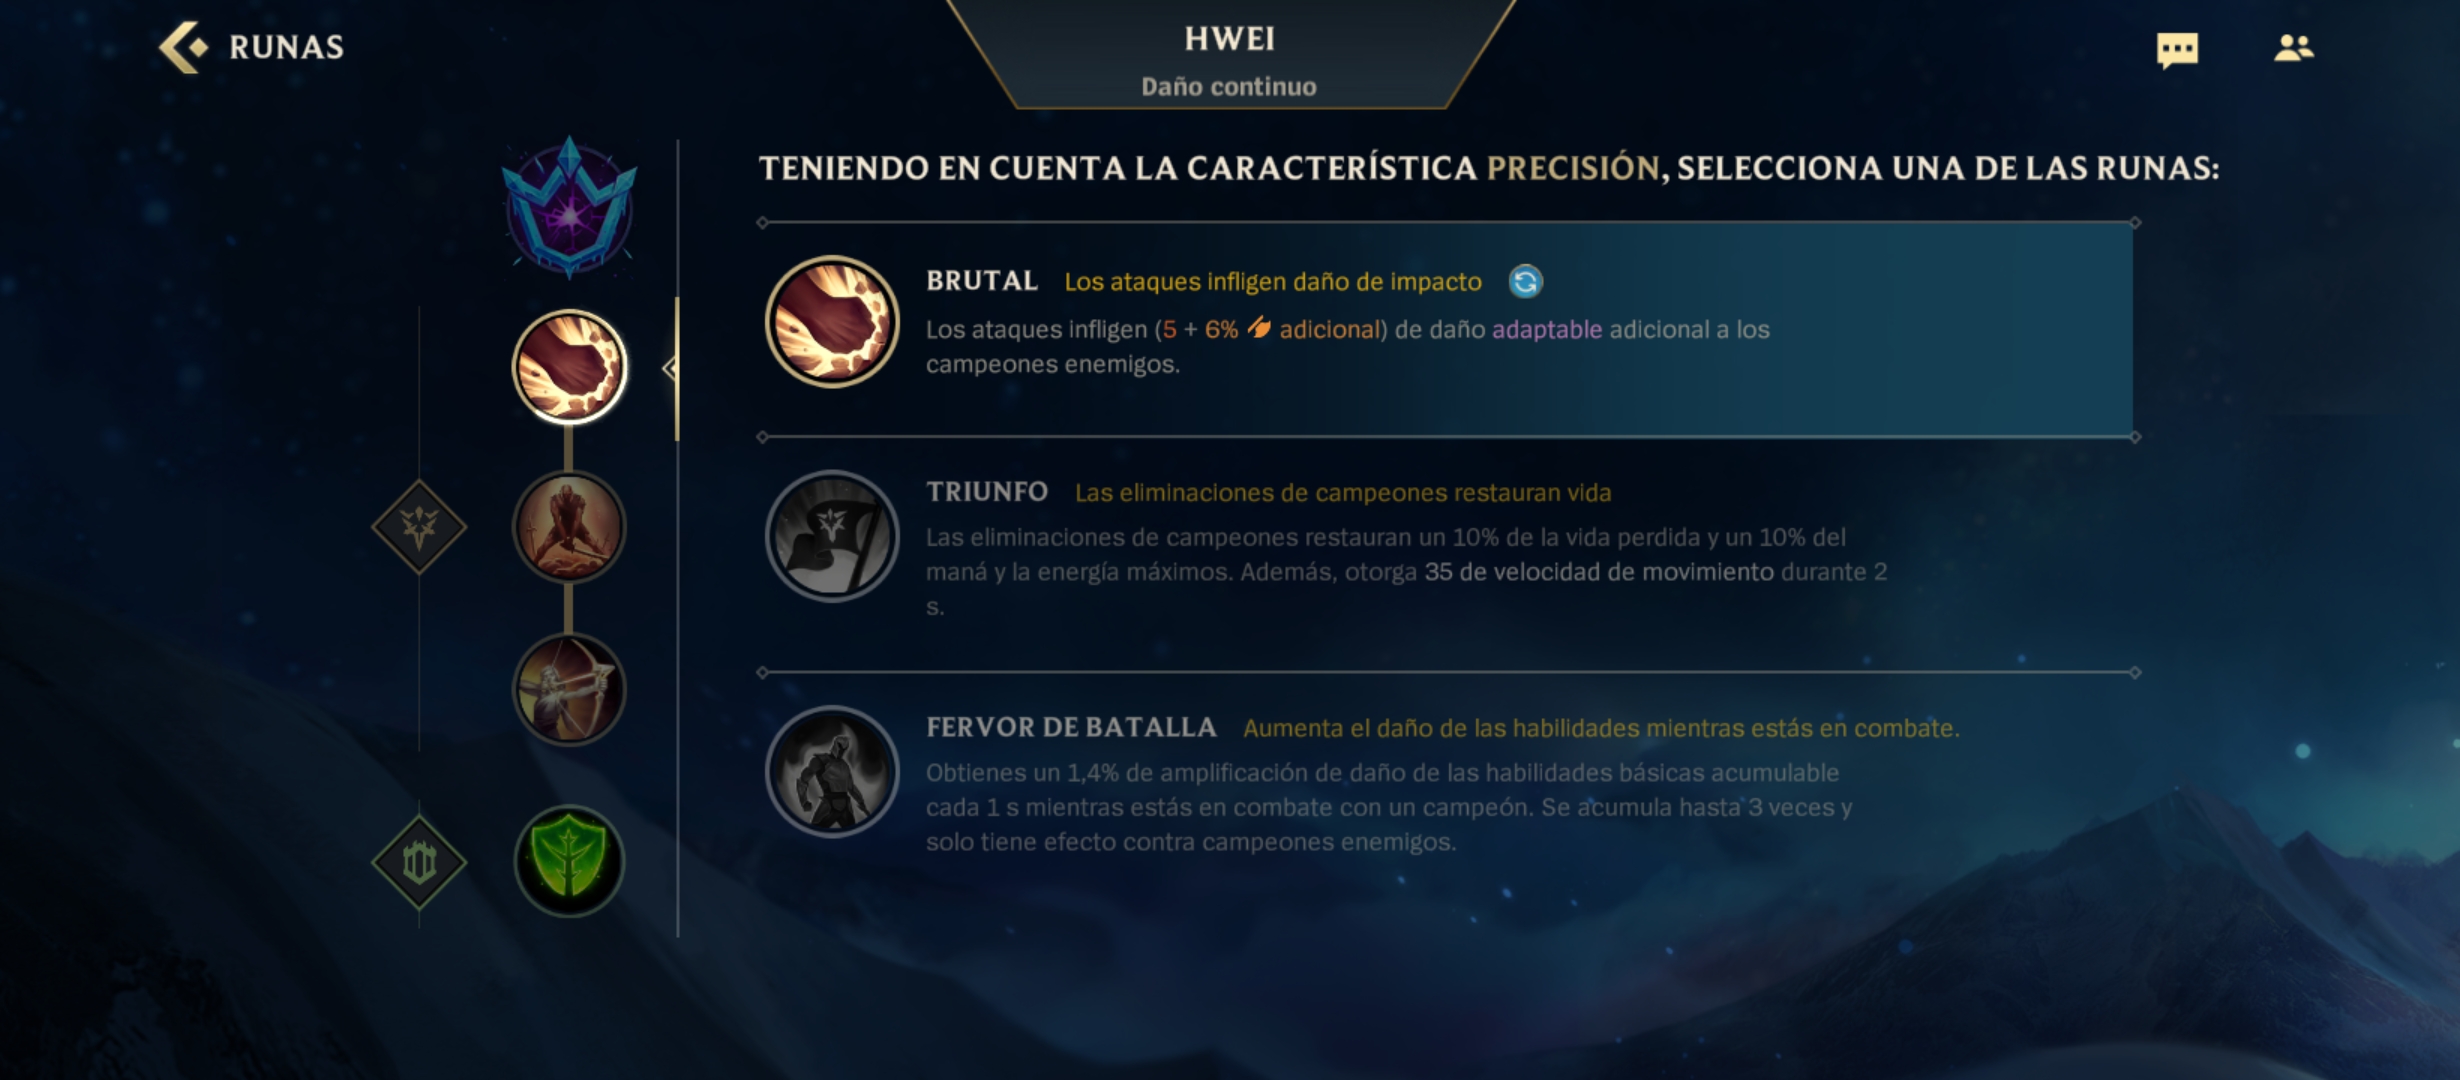 RUNAS
HWEI
Daño continuo
TENIENDO EN CUENTA LA CARACTERÍSTICA PRECISIÓN, SELECCIONA UNA DE LAS RUNAS:
BRUTAL Los ataques infligen daño de impacto
Los ataques infligen (5 + 6% adicional) de daño adaptable adicional a los
campeones enemigos.
TRIUNFO Las eliminaciones de campeones restauran vida
Las eliminaciones de campeones restauran un 10% de la vida perdida y un 10% del
maná y la energía máximos. Además, otorga 35 de velocidad de movimiento durante 2
s.
FERVOR DE BATALLA Aumenta el daño de las habilidades mientras estás en combate.
Obtienes un 1,4% de amplificación de daño de las habilidades básicas acumulable
cada 1 s mientras estás en combate con un campeón. Se acumula hasta 3 veces y
solo tiene efecto contra campeones enemigos.